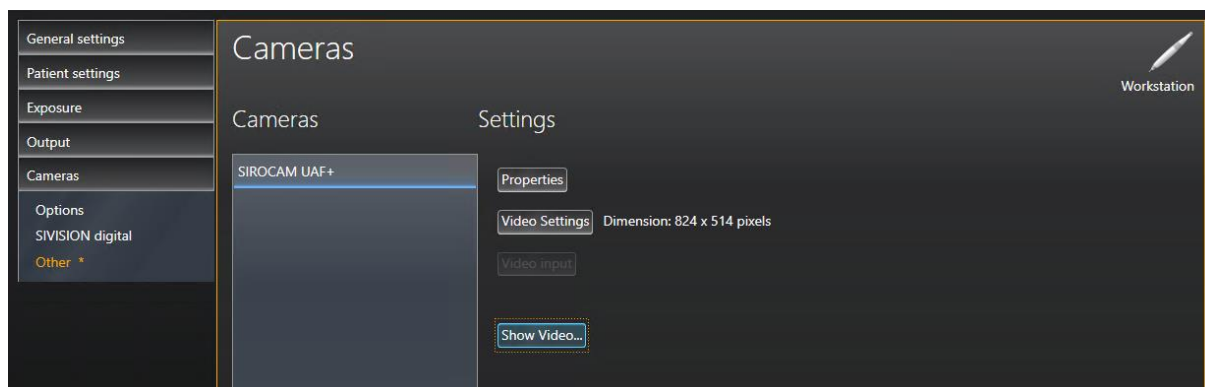 General settings
Patient settings
Exposure
Output
Cameras
Options
SIVISION digital
Other *
Cameras
Workstation
Cameras
Settings
SIROCAM UAF+
Properties
Video Settings Dimension: 824 x 514 pixels
Video input
Show Video...